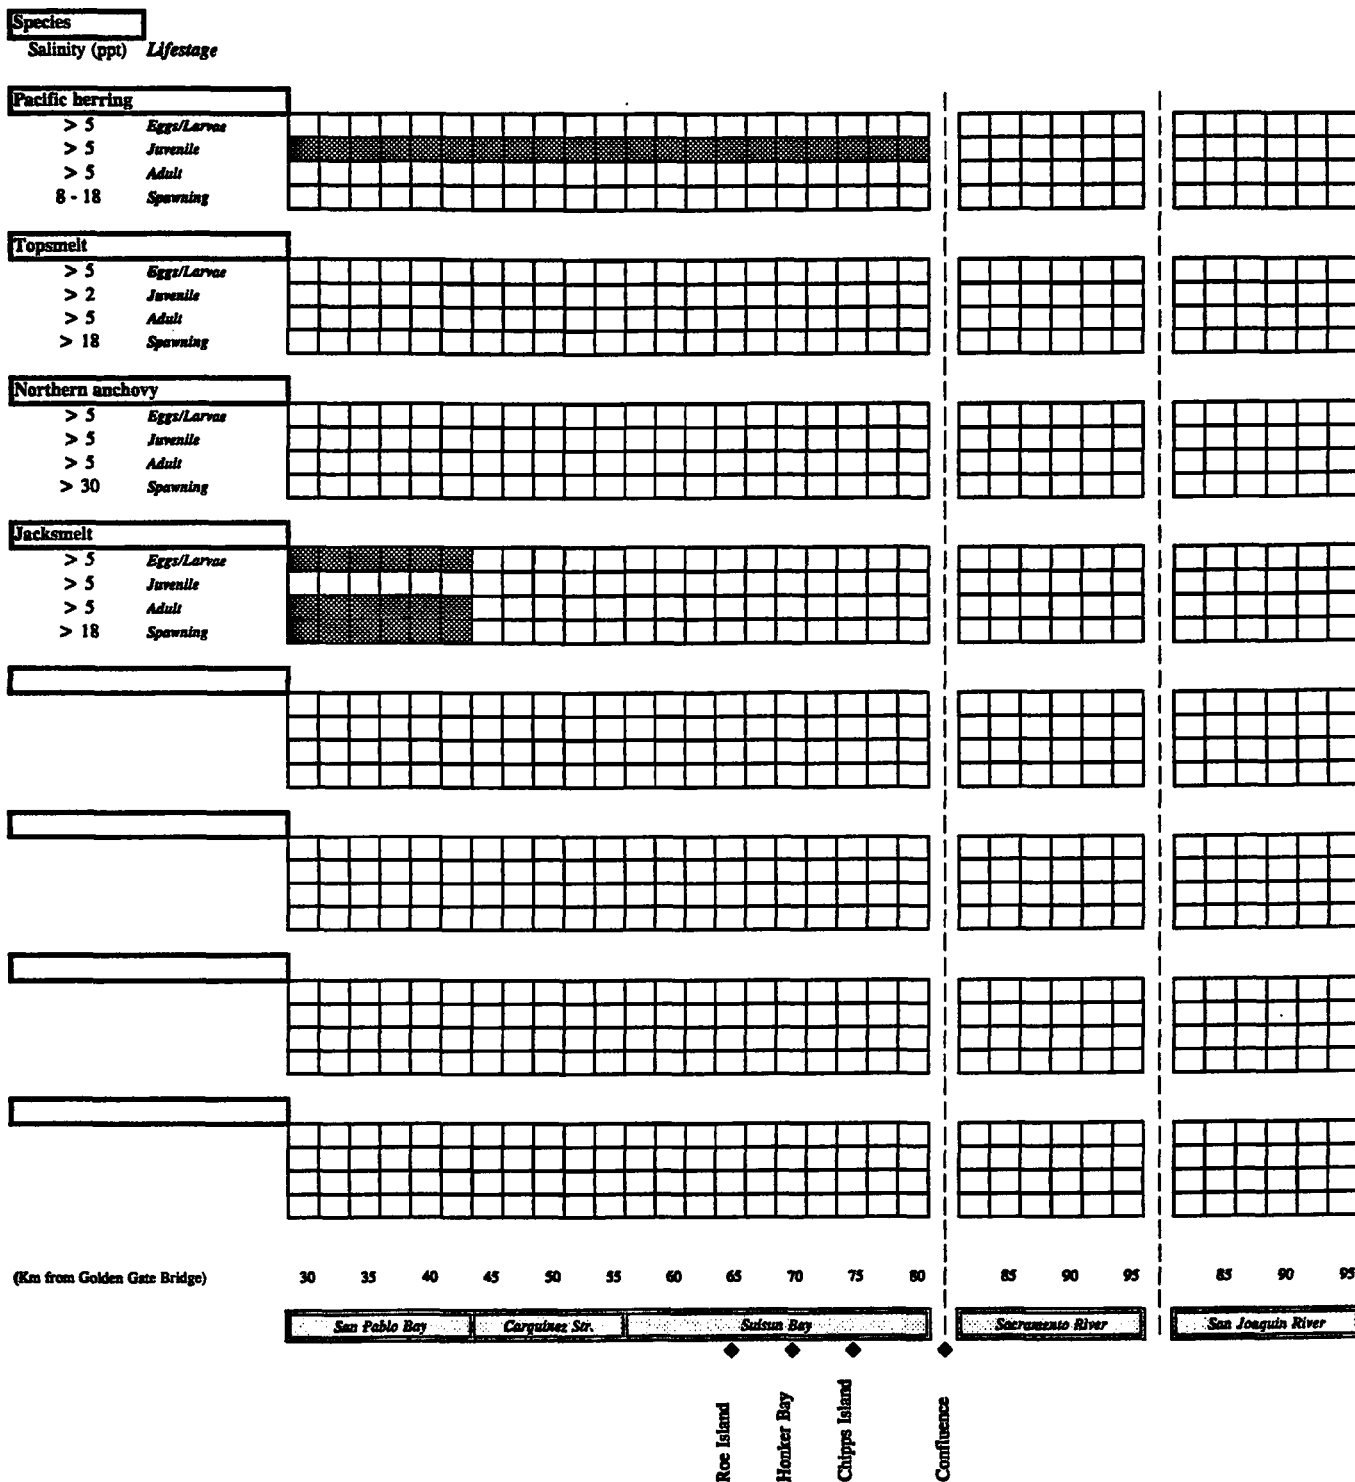 Species
Salinity (ppt) Lifestage
Pacific herring
> 5 Eggs/Larvae
> 5 Juvenile
> 5 Adult
8 - 18 Spawning
Topsmelt
> 5 Eggs/Larvae
> 2 Juvenile
> 5 Adult
> 18 Spawning
Northern anchovy
> 5 Eggs/Larvae
> 5 Juvenile
> 5 Adult
> 30 Spawning
Jacksmelt
> 5 Eggs/Larvae
> 5 Juvenile
> 5 Adult
> 18 Spawning
(Km from Golden Gate Bridge) 30 35 40 45 50 55 60 65 70 75 80 85 90 95 85 90 95
San Pablo Bay Carquinez Str. Suisun Bay Sacramento River San Joaquin River
Roe Island
Honker Bay
Chipps Island
Confluence